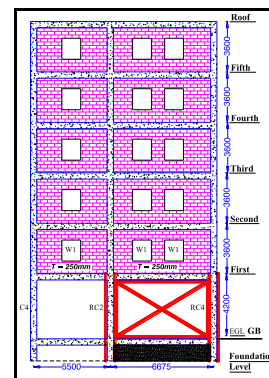 Roof
3600
Fifth
3600
Fourth
3600
Third
3600
Second
3600
W1 W1 W1
T = 250mm T = 250mm
First
4200
C4 RC2 RC4
EGL GB
Foundation
Level
5500 6675